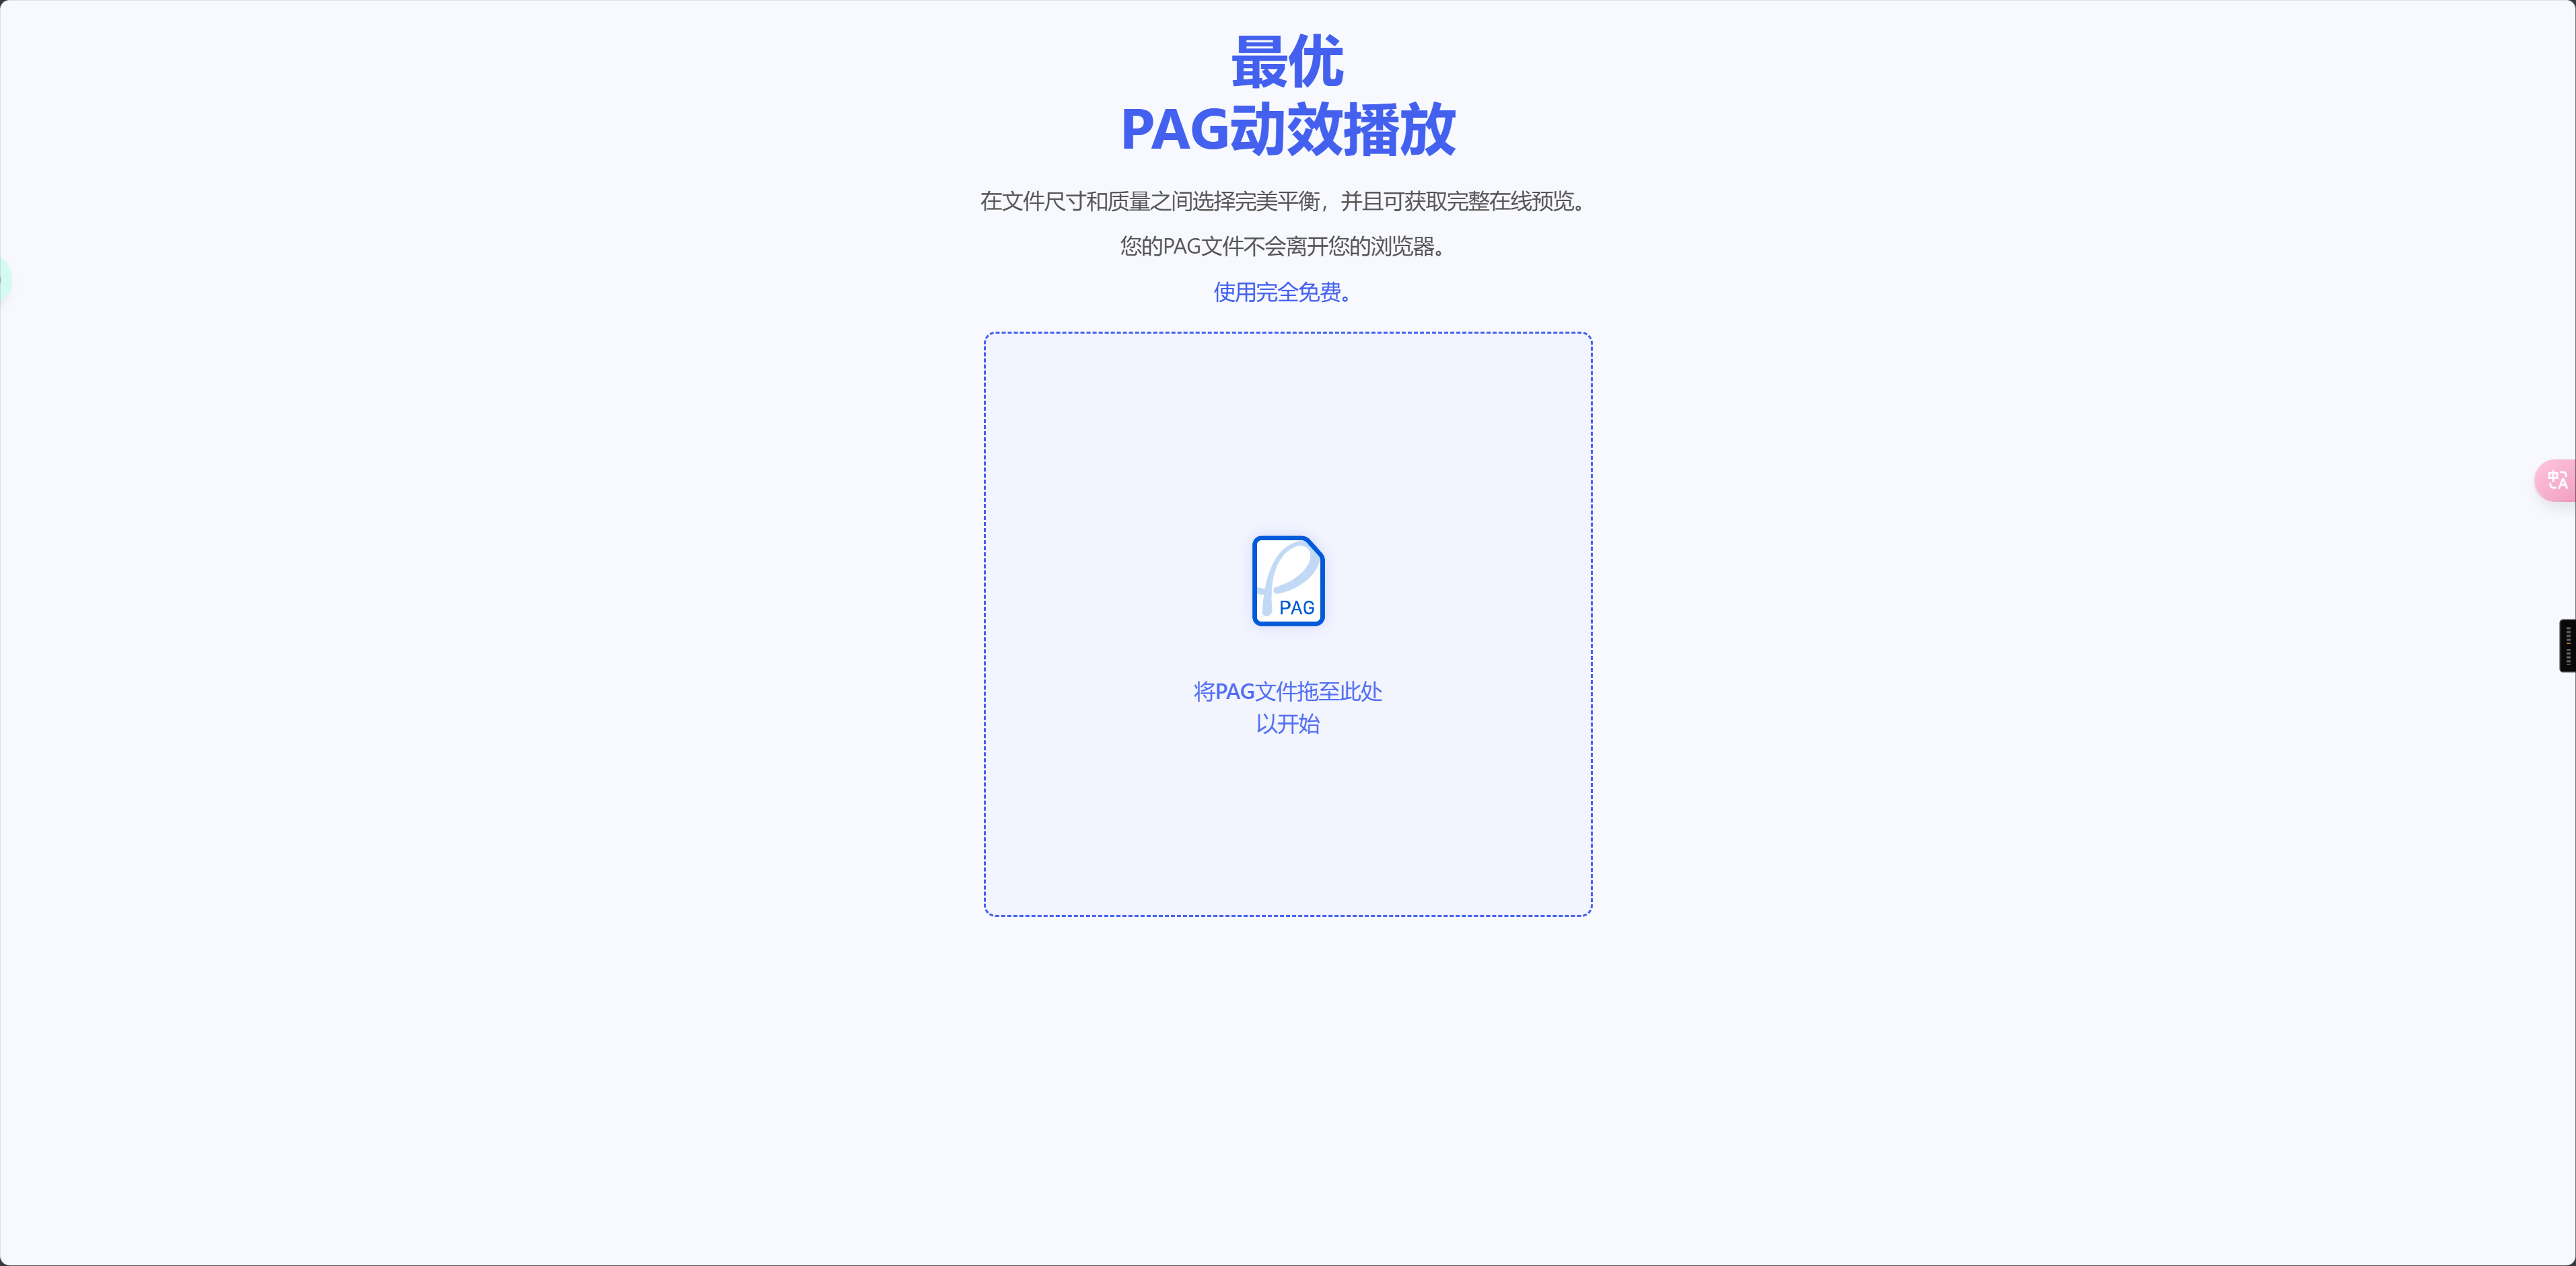 最优
PAG动效播放
在文件尺寸和质量之间选择完美平衡，并且可获取完整在线预览。
您的PAG文件不会离开您的浏览器。
使用完全免费。
PAG
将PAG文件拖至此处
以开始
中A